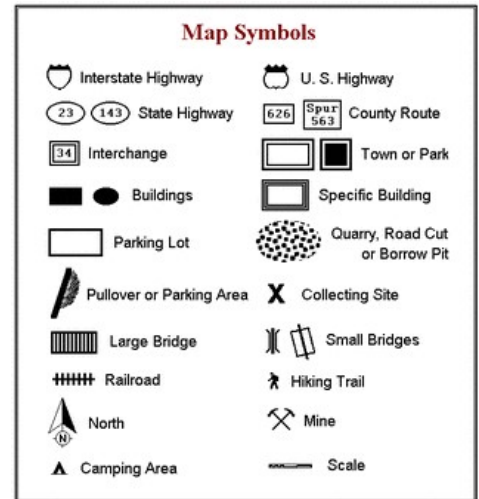 Map Symbols
Interstate Highway
U. S. Highway
23 143 State Highway
626 Spur 563 County Route
34 Interchange
Town or Park
Buildings
Specific Building
Parking Lot
Quarry, Road Cut
or Borrow Pit
Pullover or Parking Area
X Collecting Site
Large Bridge
Small Bridges
Railroad
Hiking Trail
N North
Mine
Camping Area
Scale